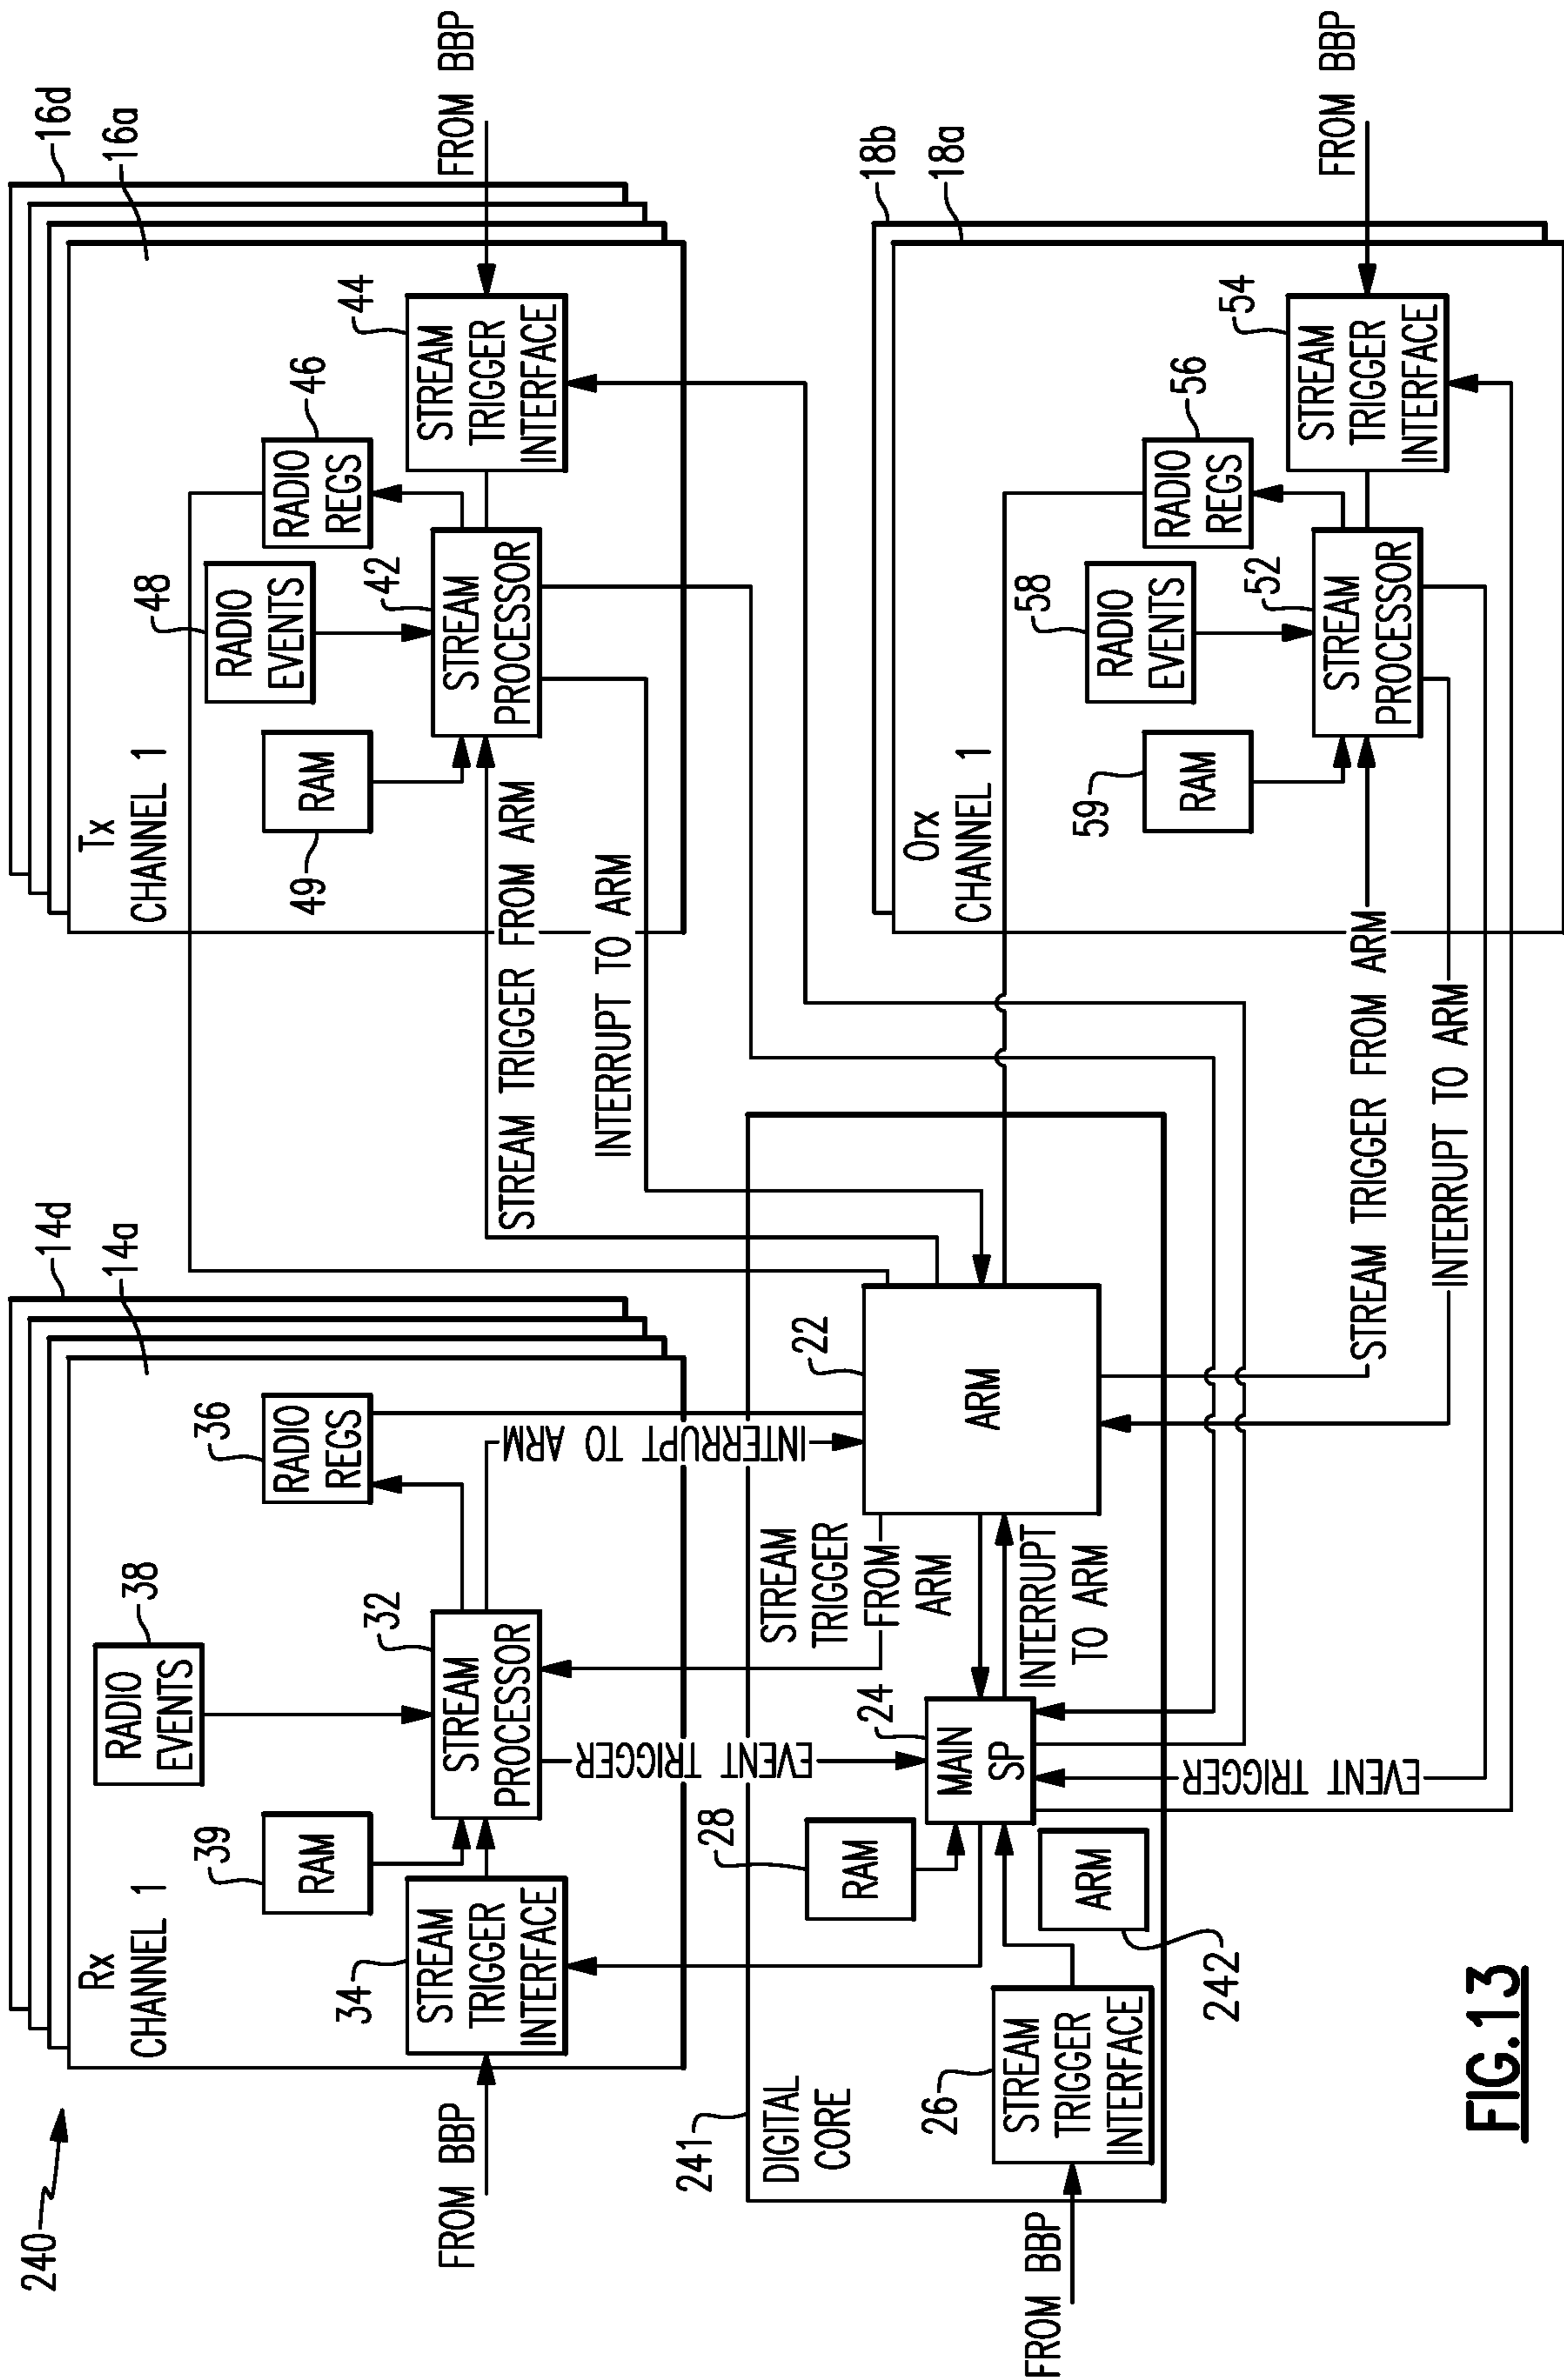 240
Rx
CHANNEL 1
14d
14a
39
RAM
38
RADIO
EVENTS
36
RADIO
REGS
34
STREAM
TRIGGER
INTERFACE
32
STREAM
PROCESSOR
FROM BBP
EVENT TRIGGER
INTERRUPT TO ARM
Tx
CHANNEL 1
16d
16a
49
RAM
48
RADIO
EVENTS
46
RADIO
REGS
42
STREAM
PROCESSOR
44
STREAM
TRIGGER
INTERFACE
FROM BBP
STREAM TRIGGER FROM ARM
INTERRUPT TO ARM
241
DIGITAL
CORE
28
RAM
24
MAIN
SP
STREAM
TRIGGER
FROM
ARM
22
ARM
INTERRUPT
TO ARM
26
STREAM
TRIGGER
INTERFACE
FROM BBP
ARM
242
EVENT TRIGGER
Orx
CHANNEL 1
18b
18a
59
RAM
58
RADIO
EVENTS
56
RADIO
REGS
52
STREAM
PROCESSOR
54
STREAM
TRIGGER
INTERFACE
FROM BBP
STREAM TRIGGER FROM ARM
INTERRUPT TO ARM
FIG.13